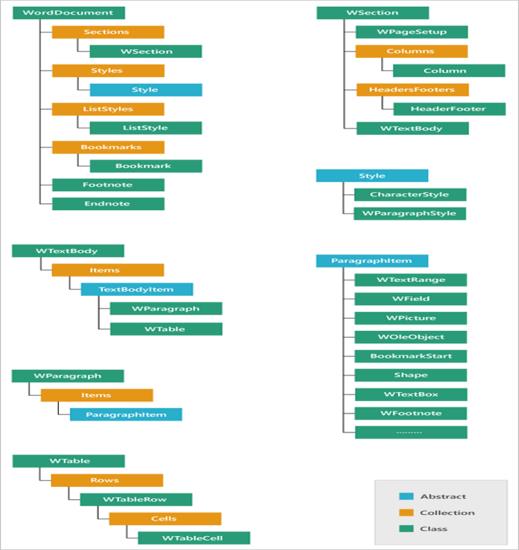 WordDocument
Sections
WSection
Styles
Style
ListStyles
ListStyle
Bookmarks
Bookmark
Footnote
Endnote
WTextBody
Items
TextBodyItem
WParagraph
WTable
WParagraph
Items
ParagraphItem
WTable
Rows
WTableRow
Cells
WTableCell
WSection
WPageSetup
Columns
Column
HeadersFooters
HeaderFooter
WTextBody
Style
CharacterStyle
WParagraphStyle
ParagraphItem
WTextRange
WField
WPicture
WOleObject
BookmarkStart
Shape
WTextBox
WFootnote
.........
Abstract
Collection
Class